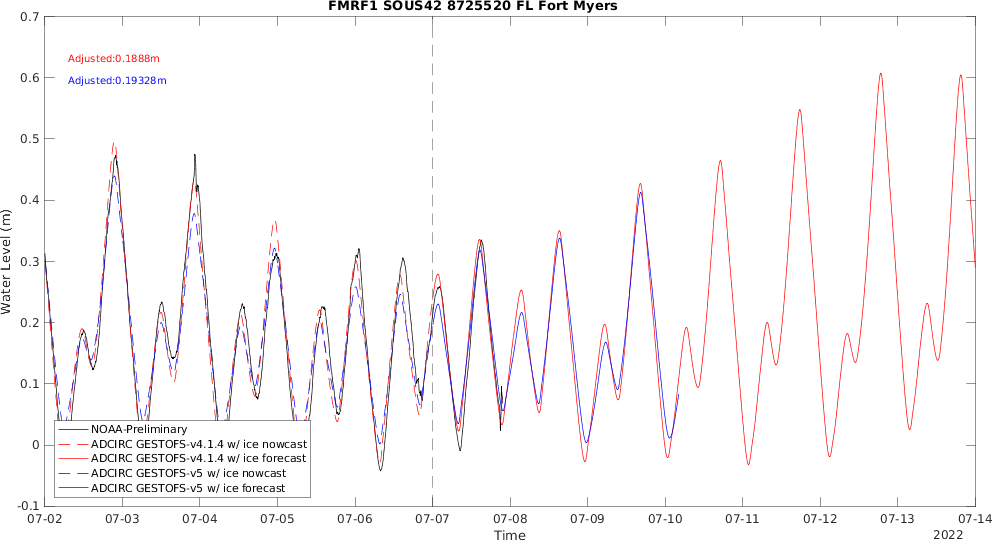 FMRF1 SOUS42 8725520 FL Fort Myers
0.7
0.6
0.5
0.4
0.3
0.2
0.1
0
-0.1
Water Level (m)
Adjusted:0.1888m
Adjusted:0.19328m
NOAA-Preliminary
ADCIRC GESTOFS-v4.1.4 w/ ice nowcast
ADCIRC GESTOFS-v4.1.4 w/ ice forecast
ADCIRC GESTOFS-v5 w/ ice nowcast
ADCIRC GESTOFS-v5 w/ ice forecast
07-02 07-03 07-04 07-05 07-06 07-07 07-08 07-09 07-10 07-11 07-12 07-13 07-14
Time
2022